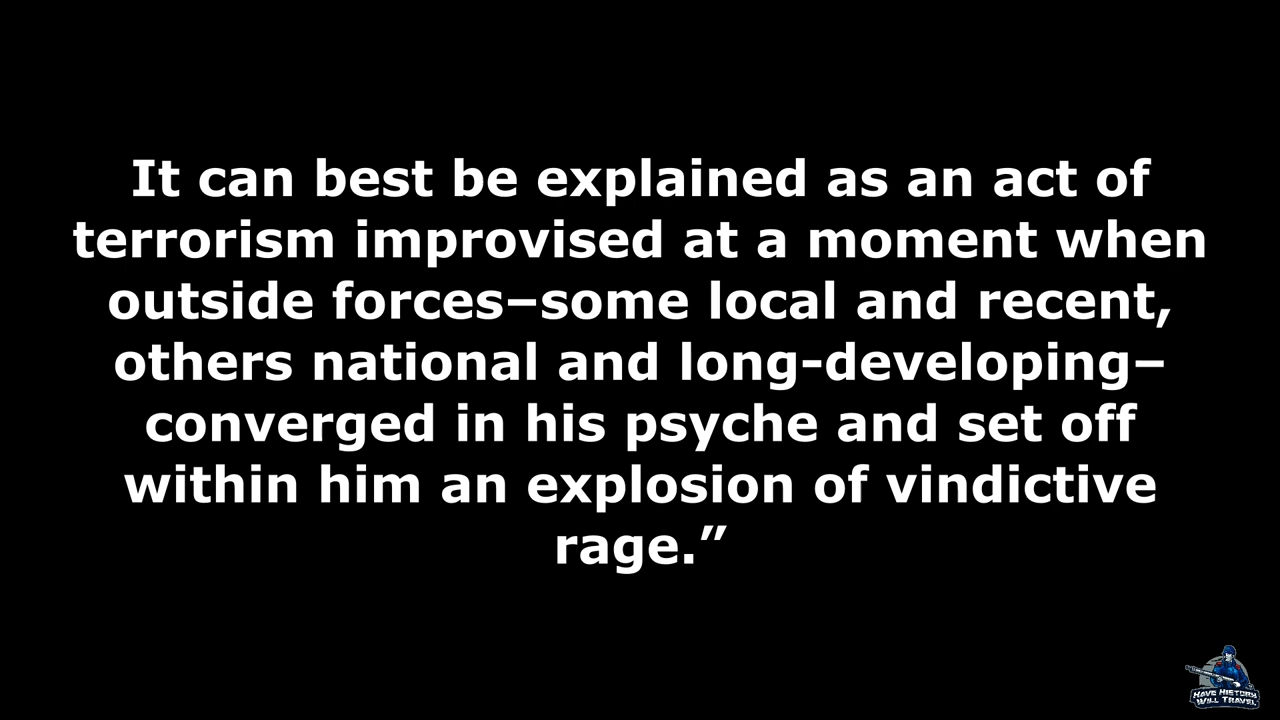 It can best be explained as an act of
terrorism improvised at a moment when
outside forces–some local and recent,
others national and long-developing–
converged in his psyche and set off
within him an explosion of vindictive
rage.”
HAVE HISTORY
WILL TRAVEL